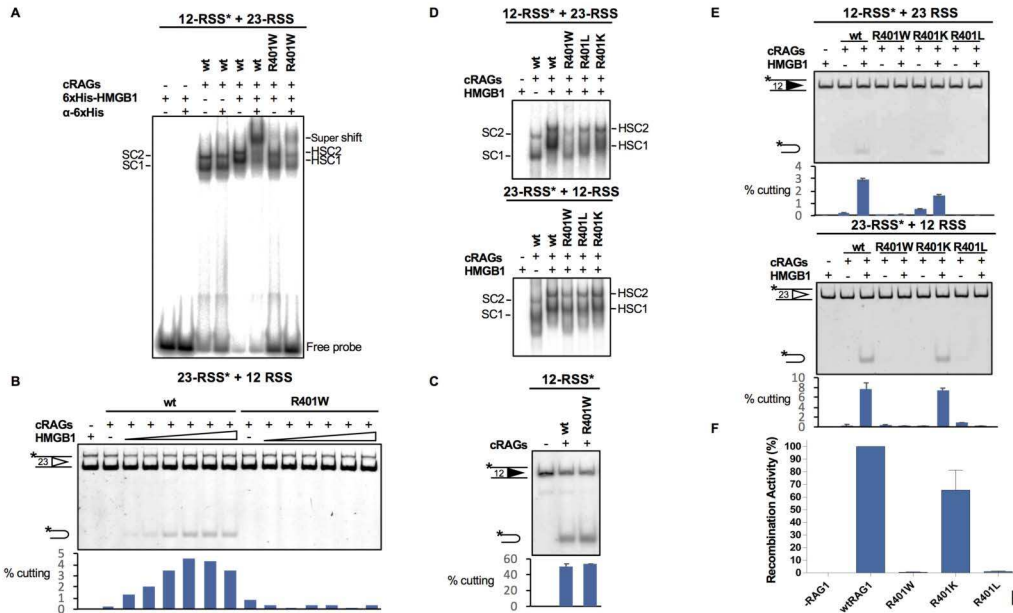 A
12-RSS* + 23-RSS
wt
wt
wt
wt
R401W
R401W
cRAGs - - + + + + + +
6xHis-HMGB1 + + - - + + + +
α-6xHis - + - + - + - +
Super shift
SC2
SC1
HSC2
HSC1
Free probe
B
23-RSS* + 12 RSS
wt R401W
cRAGs - + + + + + + + + + + + + +
HMGB1 + - -
*
23
*
5
4
3
2
1
0
% cutting
C
12-RSS*
wt
R401W
cRAGs - + +
*
12
*
60
40
20
0
% cutting
D
12-RSS* + 23-RSS
wt
wt
R401W
R401L
R401K
cRAGs - + + + + +
HMGB1 + - + + + +
SC2
SC1
HSC2
HSC1
23-RSS* + 12-RSS
wt
wt
R401W
R401L
R401K
cRAGs - + + + + +
HMGB1 + - + + + +
SC2
SC1
HSC2
HSC1
E
12-RSS* + 23 RSS
wt R401W R401K R401L
cRAGs - + + + + + + + +
HMGB1 - - + - + - + - +
*
12
*
4
3
2
1
0
% cutting
23-RSS* + 12 RSS
wt R401W R401K R401L
cRAGs - + + + + + + + +
HMGB1 - - + - + - + - +
*
23
*
10
8
6
4
2
0
% cutting
F
Recombination Activity (%)
100
90
80
70
60
50
40
30
20
10
0
-RAG1
wtRAG1
R401W
R401K
R401L